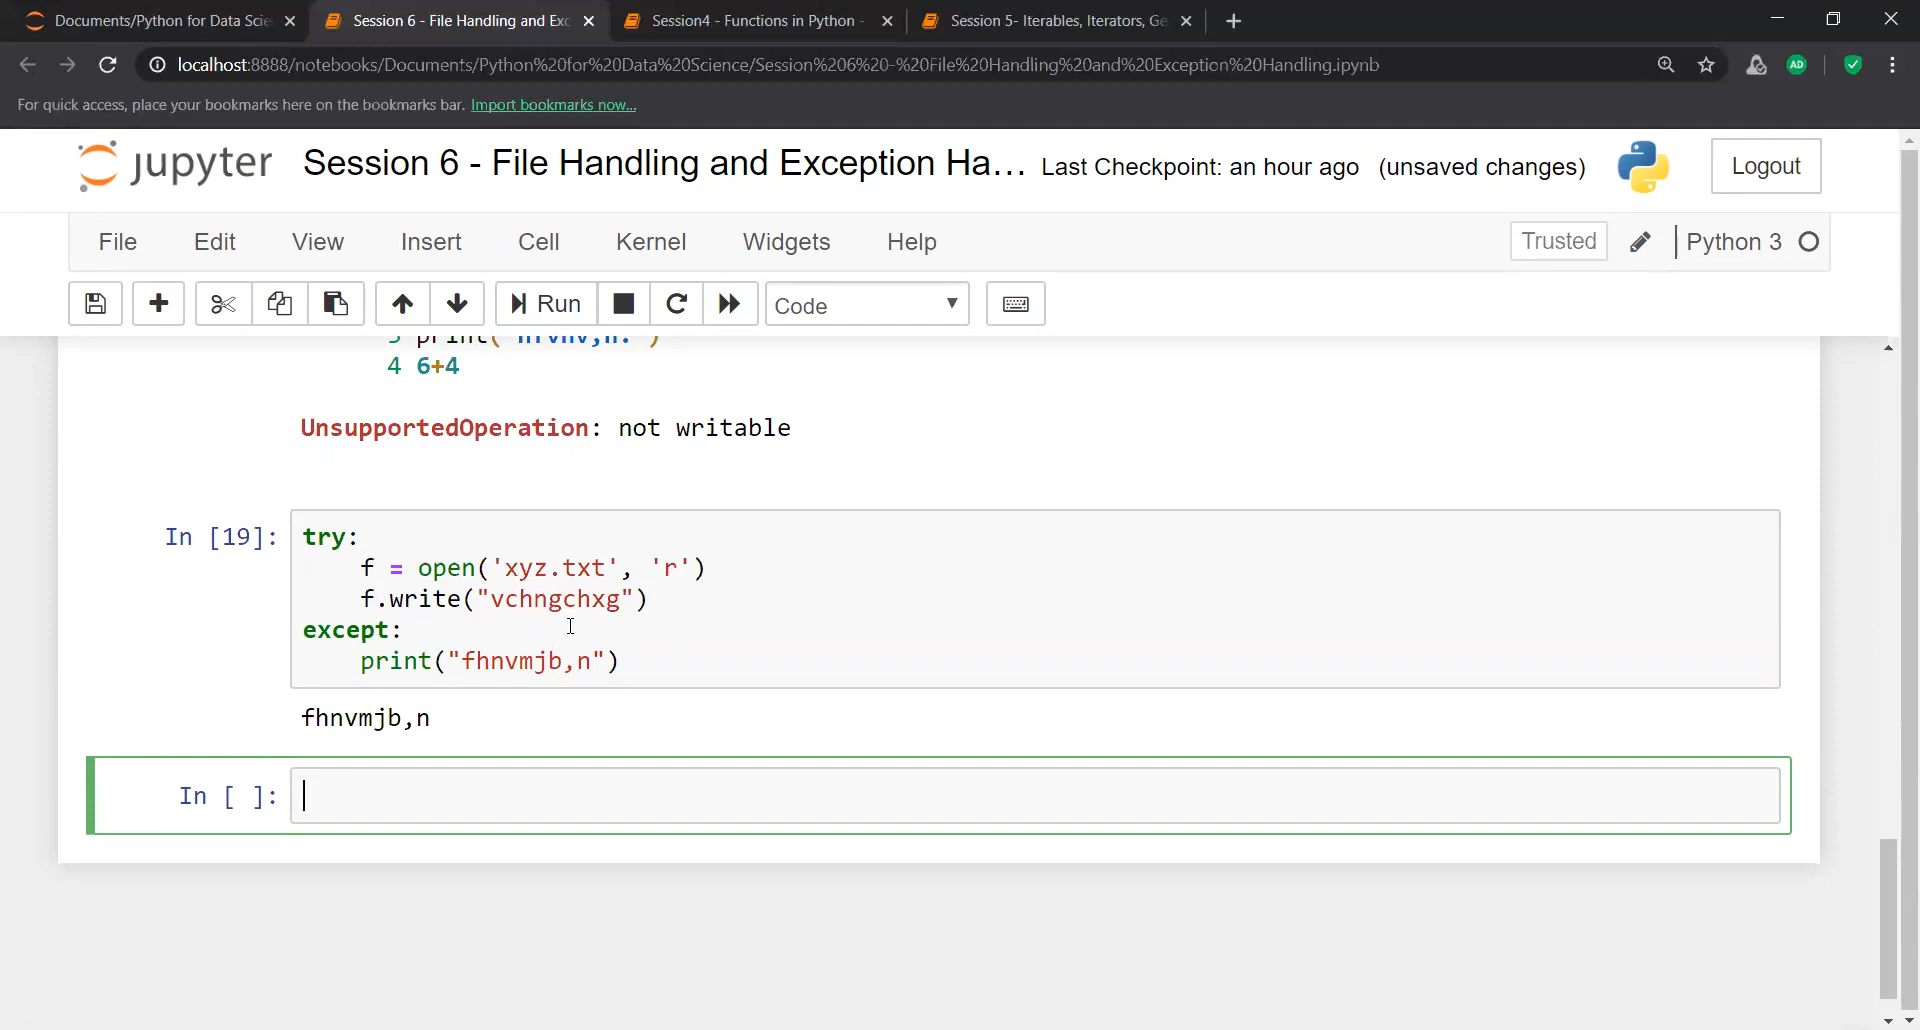 Documents/Python for Data Scie
Session 6 - File Handling and Exc
Session4 - Functions in Python -
Session 5- Iterables, Iterators, Ge
localhost:8888/notebooks/Documents/Python%20for%20Data%20Science/Session%206%20-%20File%20Handling%20and%20Exception%20Handling.ipynb
AD
For quick access, place your bookmarks here on the bookmarks bar. Import bookmarks now...
jupyter Session 6 - File Handling and Exception Ha... Last Checkpoint: an hour ago (unsaved changes) Logout
File Edit View Insert Cell Kernel Widgets Help Trusted Python 3
Run Code
4 6+4
UnsupportedOperation: not writable
In [19]: try:
f = open('xyz.txt', 'r')
f.write("vchngchxg")
except:
print("fhnvmjb,n")
fhnvmjb,n
In [ ]: